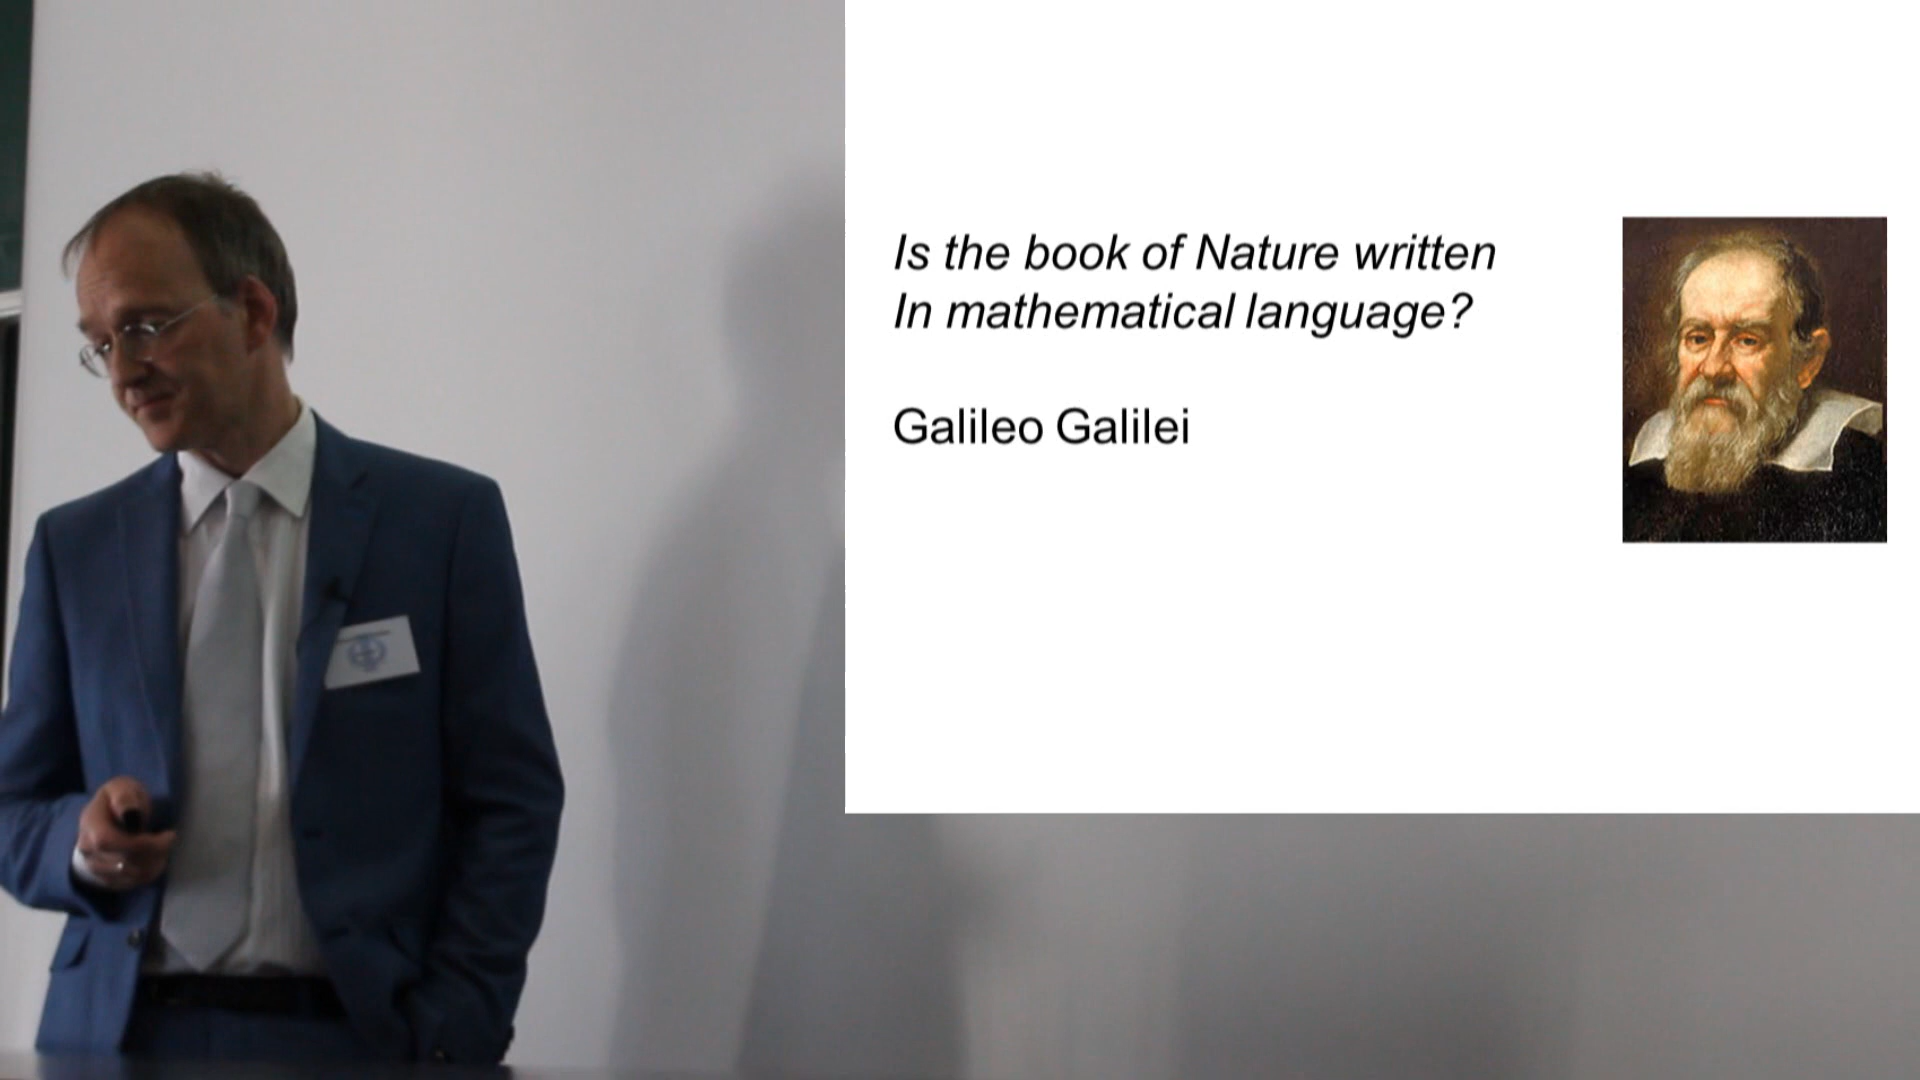 Is the book of Nature written
In mathematical language?
Galileo Galilei